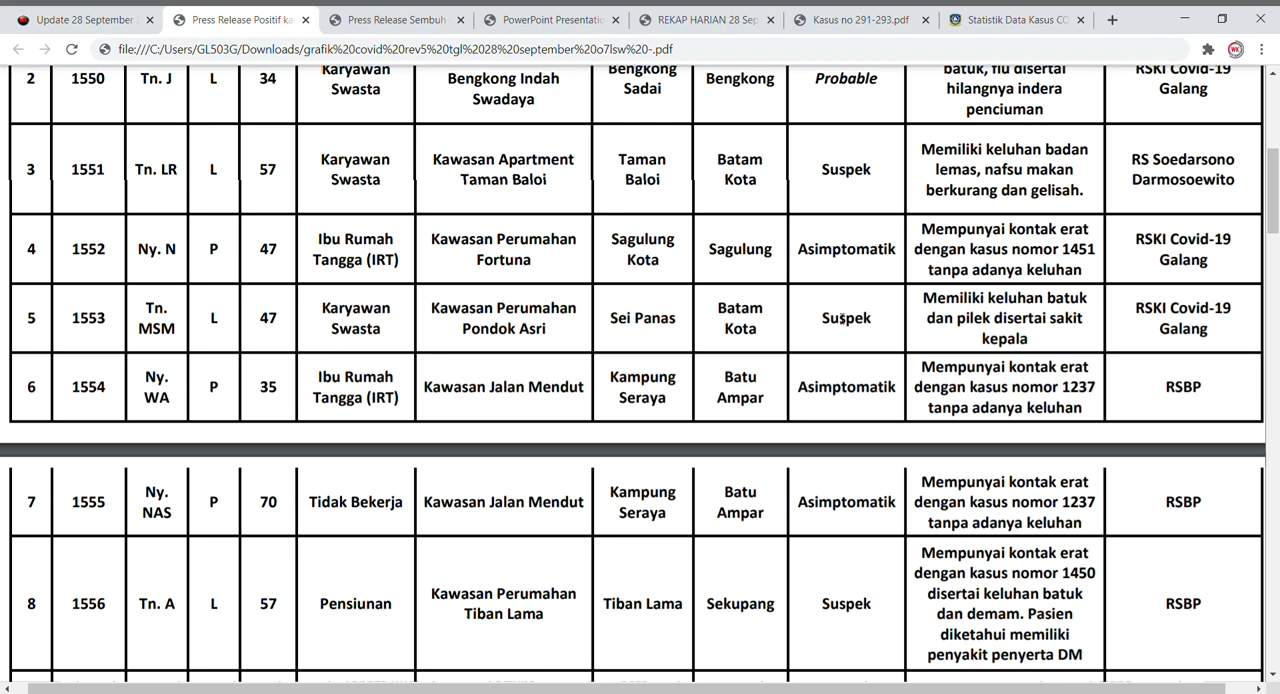 Update 28 September
Press Release Positif ka
Press Release Sembuh
PowerPoint Presentatio
REKAP HARIAN 28 Sep
Kasus no 291-293.pdf
Statistik Data Kasus CO
file:///C:/Users/GL503G/Downloads/grafik%20covid%20rev5%20tgl%2028%20september%20o7lsw%20-.pdf
2 1550 Tn. J L 34 Karyawan Swasta Bengkong Indah Swadaya Bengkong Sadai Bengkong Probable batuk, flu disertai hilangnya indera penciuman RSKI Covid-19 Galang
3 1551 Tn. LR L 57 Karyawan Swasta Kawasan Apartment Taman Baloi Taman Baloi Batam Kota Suspek Memiliki keluhan badan lemas, nafsu makan berkurang dan gelisah. RS Soedarsono Darmosoewito
4 1552 Ny. N P 47 Ibu Rumah Tangga (IRT) Kawasan Perumahan Fortuna Sagulung Kota Sagulung Asimptomatik Mempunyai kontak erat dengan kasus nomor 1451 tanpa adanya keluhan RSKI Covid-19 Galang
5 1553 Tn. MSM L 47 Karyawan Swasta Kawasan Perumahan Pondok Asri Sei Panas Batam Kota Suspek Memiliki keluhan batuk dan pilek disertai sakit kepala RSKI Covid-19 Galang
6 1554 Ny. WA P 35 Ibu Rumah Tangga (IRT) Kawasan Jalan Mendut Kampung Seraya Batu Ampar Asimptomatik Mempunyai kontak erat dengan kasus nomor 1237 tanpa adanya keluhan RSBP
7 1555 Ny. NAS P 70 Tidak Bekerja Kawasan Jalan Mendut Kampung Seraya Batu Ampar Asimptomatik Mempunyai kontak erat dengan kasus nomor 1237 tanpa adanya keluhan RSBP
8 1556 Tn. A L 57 Pensiunan Kawasan Perumahan Tiban Lama Tiban Lama Sekupang Suspek Mempunyai kontak erat dengan kasus nomor 1450 disertai keluhan batuk dan demam. Pasien diketahui memiliki penyakit penyerta DM RSBP